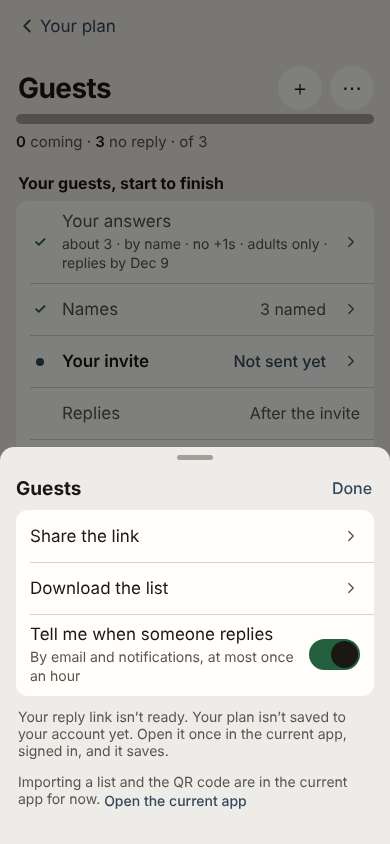 Your plan
Guests
0 coming · 3 no reply · of 3
Your guests, start to finish
Your answers
about 3 · by name · no +1s · adults only ·
replies by Dec 9
Names
3 named
Your invite
Not sent yet
Replies
After the invite
Guests
Done
Share the link
Download the list
Tell me when someone replies
By email and notifications, at most once
an hour
Your reply link isn’t ready. Your plan isn’t saved to
your account yet. Open it once in the current app,
signed in, and it saves.
Importing a list and the QR code are in the current
app for now. Open the current app